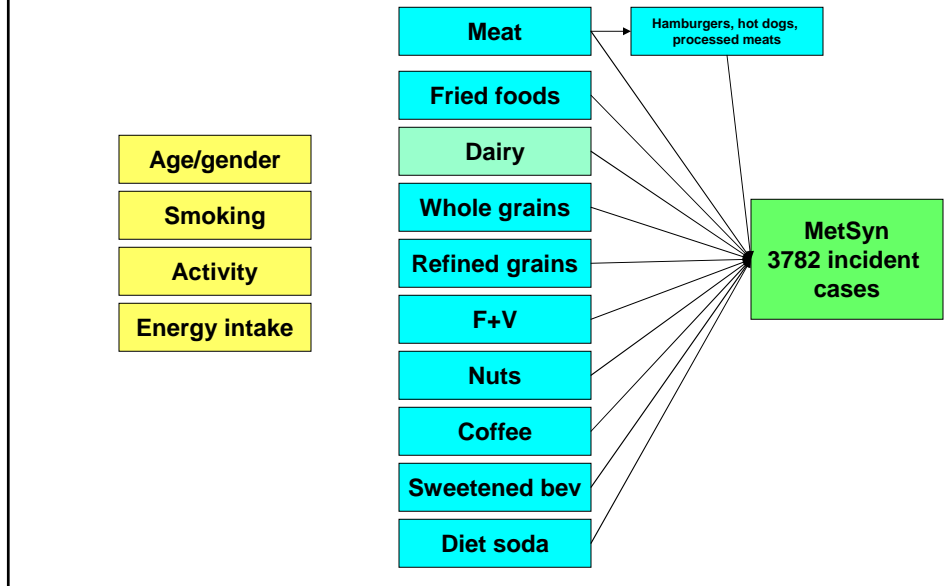 Meat
Hamburgers, hot dogs,
processed meats
Fried foods
Dairy
Whole grains
Refined grains
F+V
Nuts
Coffee
Sweetened bev
Diet soda
Age/gender
Smoking
Activity
Energy intake
MetSyn
3782 incident
cases